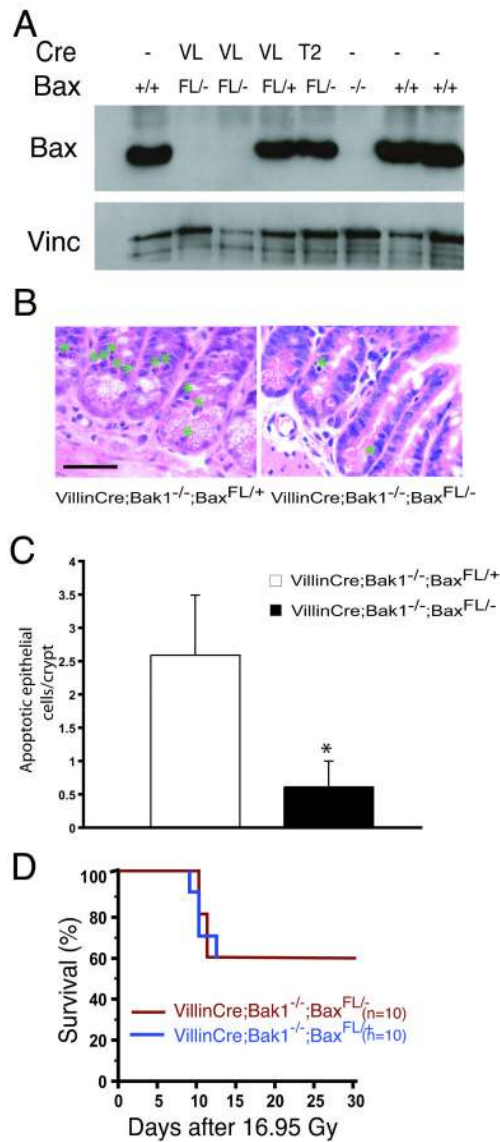 A
Cre - VL VL VL T2 - - -
Bax +/+ FL/- FL/- FL/+ FL/- -/- +/+ +/+
Bax
Vinc
B
VillinCre;Bak1-/-;BaxFL/+ VillinCre;Bak1-/-;BaxFL/-
C
Apoptotic epithelial
cells/crypt
4
3.5
3
2.5
2
1.5
1
0.5
0
VillinCre;Bak1-/-;BaxFL/+
VillinCre;Bak1-/-;BaxFL/-
*
D
Survival (%)
100
80
60
40
20
0
VillinCre;Bak1-/-;BaxFL/- (n=10)
VillinCre;Bak1-/-;BaxFL/+ (n=10)
0 5 10 15 20 25 30
Days after 16.95 Gy